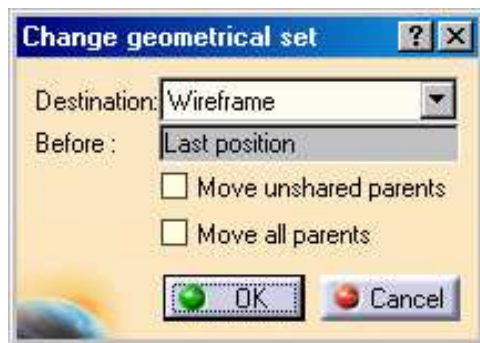 Change geometrical set
Destination: Wireframe
Before : Last position
Move unshared parents
Move all parents
OK Cancel